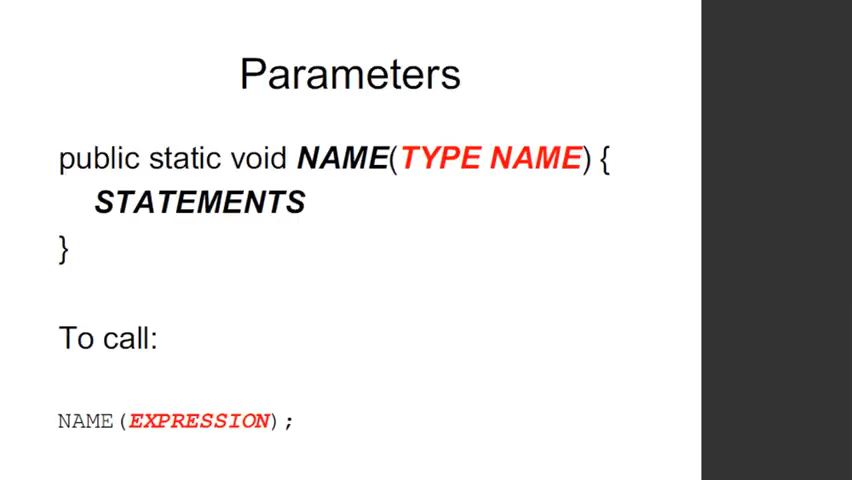 Parameters
public static void NAME(TYPE NAME) {
STATEMENTS
}
To call:
NAME(EXPRESSION);